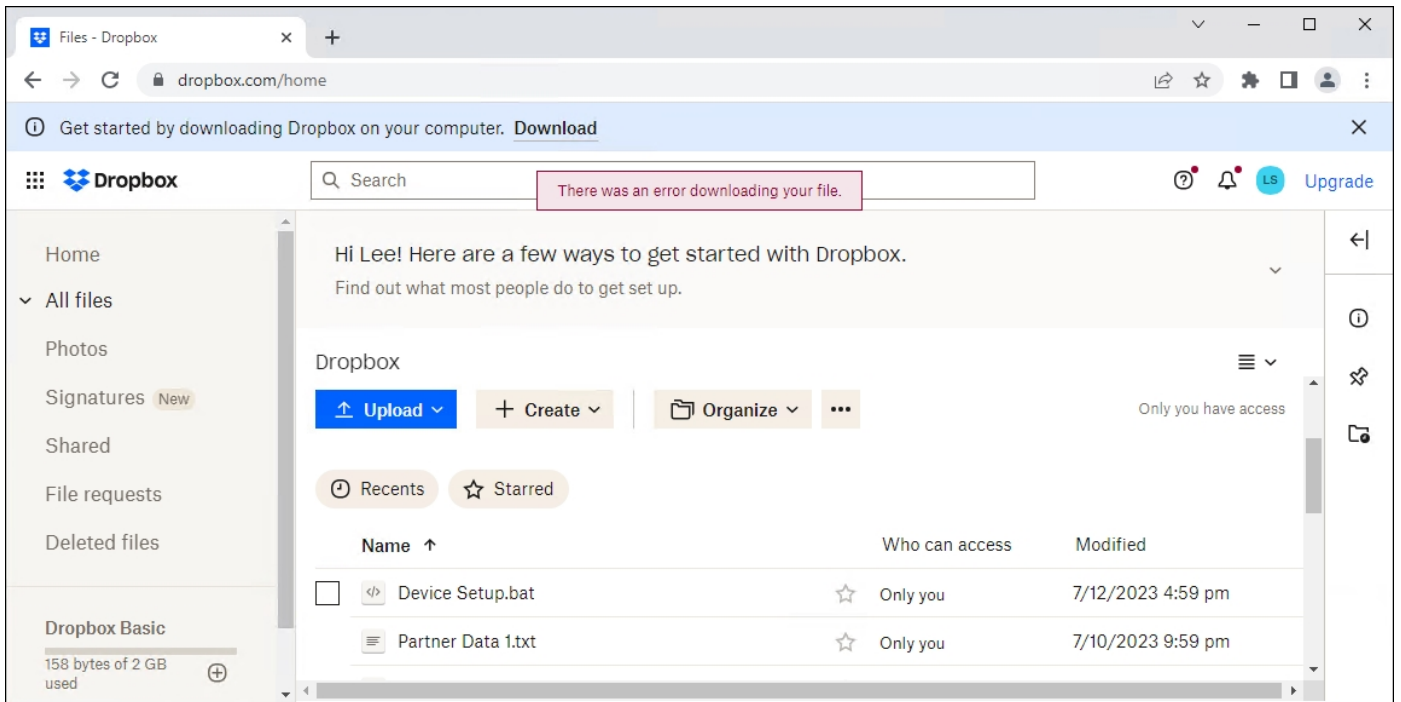 Files - Dropbox
dropbox.com/home
Get started by downloading Dropbox on your computer. Download
Dropbox
Search
There was an error downloading your file.
LS
Upgrade
Home
All files
Photos
Signatures New
Shared
File requests
Deleted files
Dropbox Basic
158 bytes of 2 GB
used
Hi Lee! Here are a few ways to get started with Dropbox.
Find out what most people do to get set up.
Dropbox
Upload
Create
Organize
Only you have access
Recents
Starred
Name Who can access Modified
Device Setup.bat Only you 7/12/2023 4:59 pm
Partner Data 1.txt Only you 7/10/2023 9:59 pm